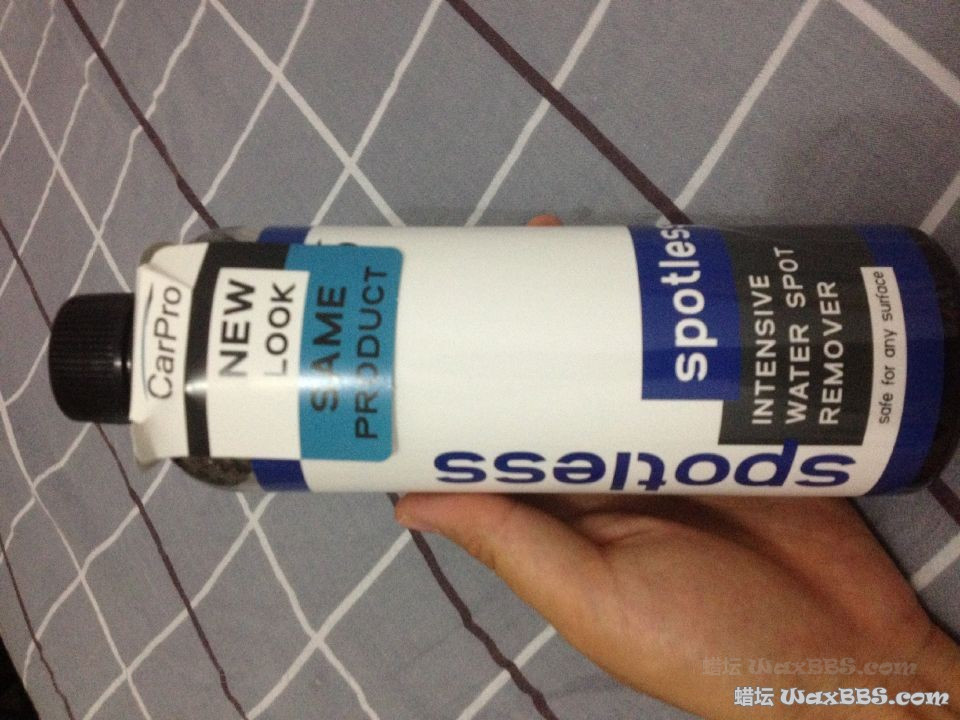 CarPro
NEW
LOOK
SAME
PRODUCT
spotless
INTENSIVE
WATER SPOT
REMOVER
safe for any surface
spotless
蜡坛 WaxBBS.com
蜡坛 WaxBBS.com